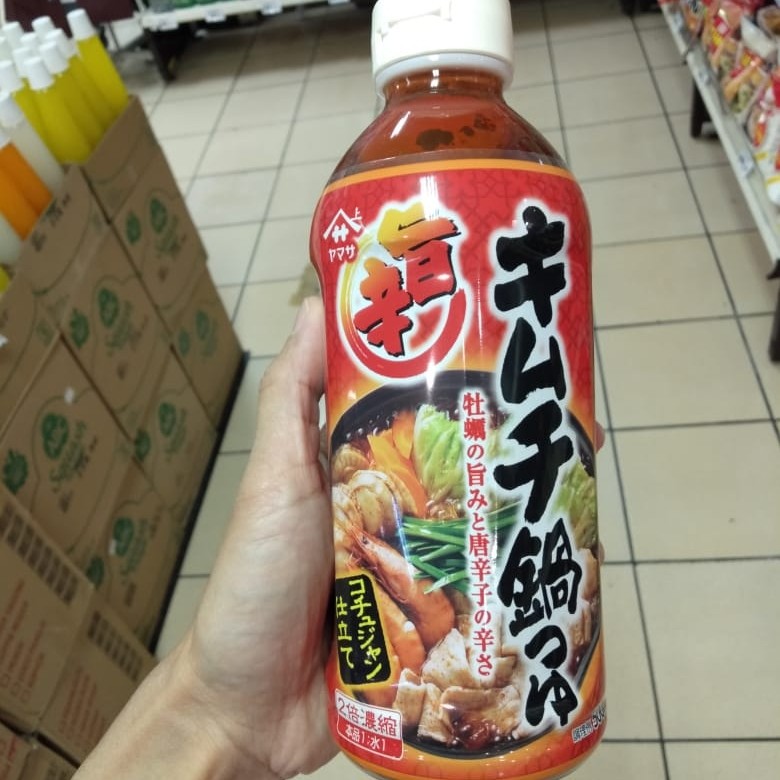 ヤマサ
旨辛
キムチ鍋つゆ
牡蠣の旨みと唐辛子の辛さ
コチュジャン
仕立て
2倍濃縮
本品1:水1